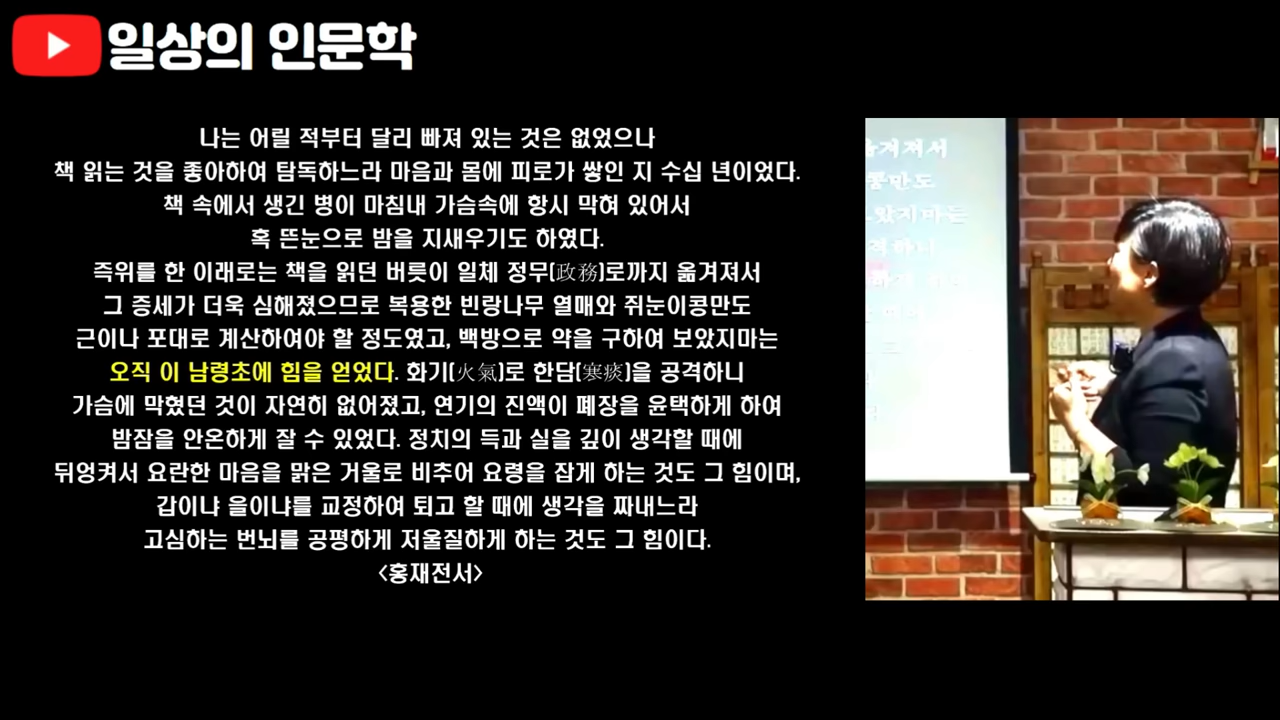 일상의 인문학
나는 어릴 적부터 달리 빠져 있는 것은 없었으나
책 읽는 것을 좋아하여 탐독하느라 마음과 몸에 피로가 쌓인 지 수십 년이었다.
책 속에서 생긴 병이 마침내 가슴속에 항시 막혀 있어서
혹 뜬눈으로 밤을 지새우기도 하였다.
즉위를 한 이래로는 책을 읽던 버릇이 일체 정무(政務)로까지 옮겨져서
그 증세가 더욱 심해졌으므로 복용한 빈랑나무 열매와 쥐눈이콩만도
근이나 포대로 계산하여야 할 정도였고, 백방으로 약을 구하여 보았지마는
오직 이 남령초에 힘을 얻었다. 화기(火氣)로 한담(寒痰)을 공격하니
가슴에 막혔던 것이 자연히 없어졌고, 연기의 진액이 폐장을 윤택하게 하여
밤잠을 안온하게 잘 수 있었다. 정치의 득과 실을 깊이 생각할 때에
뒤엉켜서 요란한 마음을 맑은 거울로 비추어 요령을 잡게 하는 것도 그 힘이며,
갑이냐 을이냐를 교정하여 퇴고 할 때에 생각을 짜내느라
고심하는 번뇌를 공평하게 저울질하게 하는 것도 그 힘이다.
<홍재전서>
겨져서
콩만도
았지마는
격하니